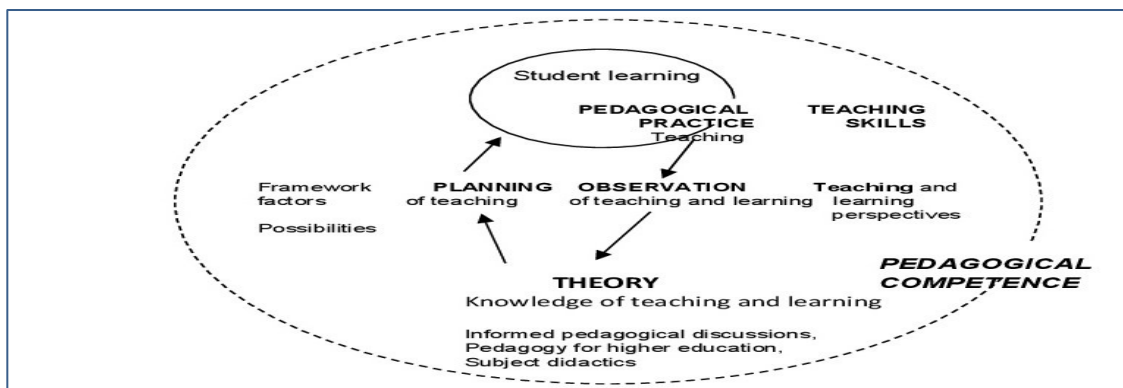 Student learning
PEDAGOGICAL
PRACTICE
Teaching
TEACHING
SKILLS
Framework
factors
Possibilities
PLANNING
of teaching
OBSERVATION
of teaching and learning
Teaching and
learning
perspectives
PEDAGOGICAL
COMPETENCE
THEORY
Knowledge of teaching and learning
Informed pedagogical discussions,
Pedagogy for higher education,
Subject didactics